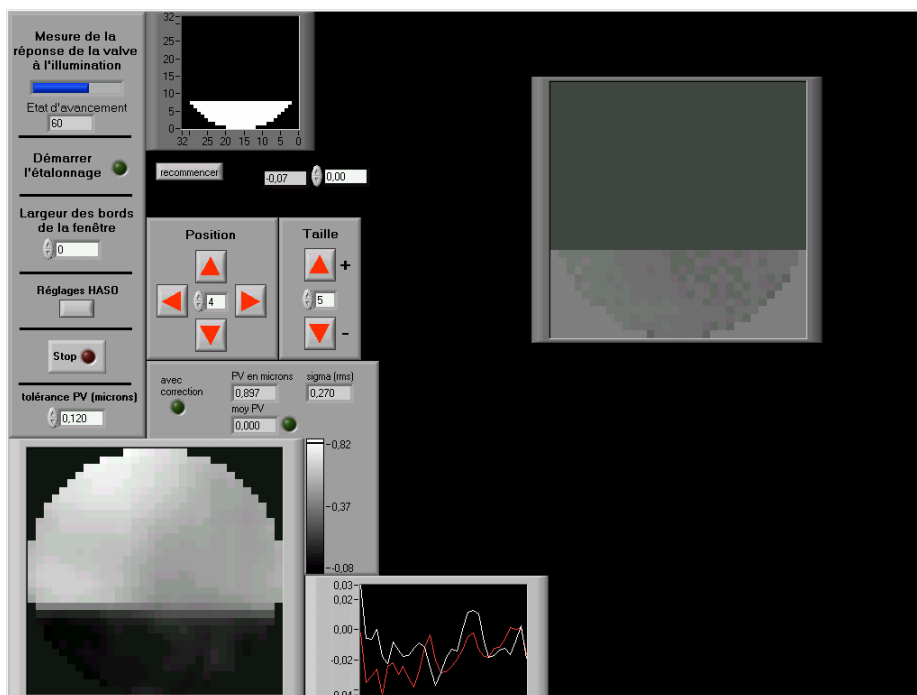 Mesure de la
réponse de la valve
à l'illumination
Etat d'avancement
60
Démarrer
l'étalonnage
Largeur des bords
de la fenêtre
0
Réglages HASO
Stop
tolérance PV (microns)
0,120
32-
25-
20-
15-
10-
5-
0-
32 25 20 15 10 5 0
recommencer
-0,07
0,00
Position
4
Taille
+
5
-
avec
correction
PV en microns
0,897
sigma (rms)
0,270
moy PV
0,000
-0,82
-0,37
-0,08
0,03-
0,02-
0,00-
-0,02-
-0,04-